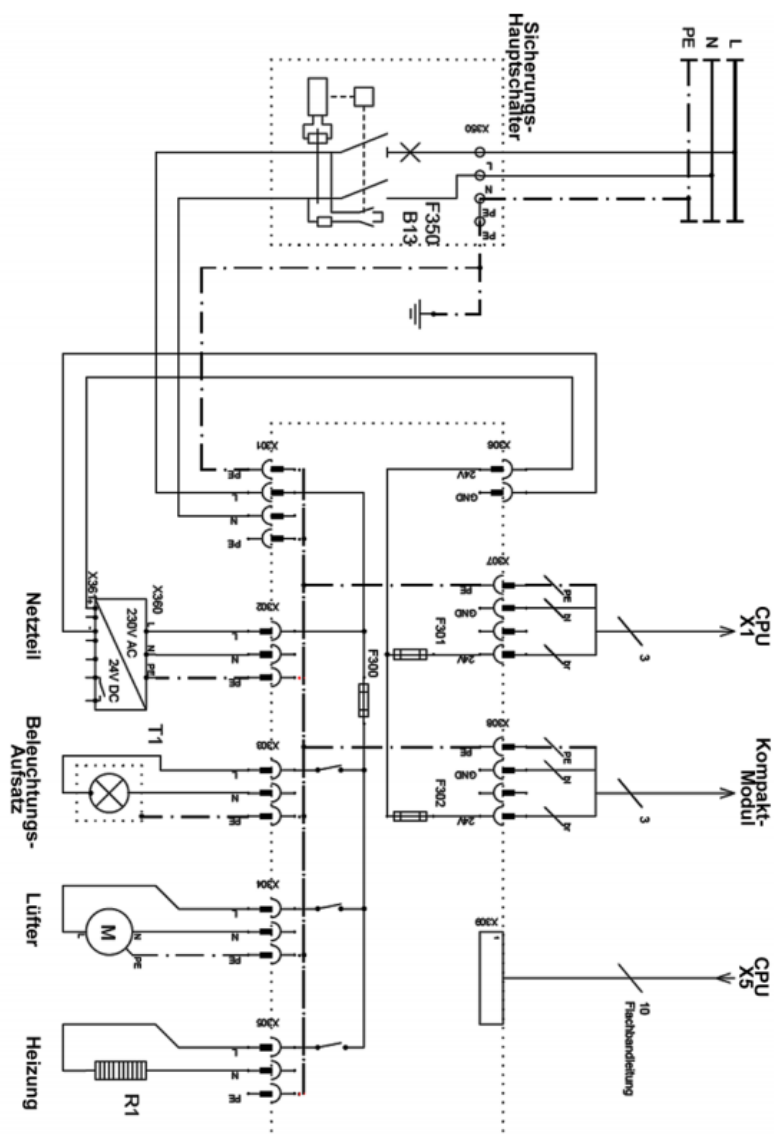 L
N
PE
CPU
X1
Kompakt-
Modul
CPU
X5
3
3
10
Flachbandleitung
PE
bl
br
PE
bl
br
Sicherungs-
Hauptschalter
X350
L
N
PE
PE
F350
B13
X306
24V
GND
X307
PE
GND
24V
X308
PE
GND
24V
X309
1
F301
F302
F300
X301
PE
L
N
PE
X302
L
N
PE
X303
L
N
PE
X304
L
N
PE
X305
L
N
PE
X360
L
N
PE
230V AC
24V DC
X361
T1
M
L
N
PE
R1
Netzteil
Beleuchtungs-
Aufsatz
Lüfter
Heizung